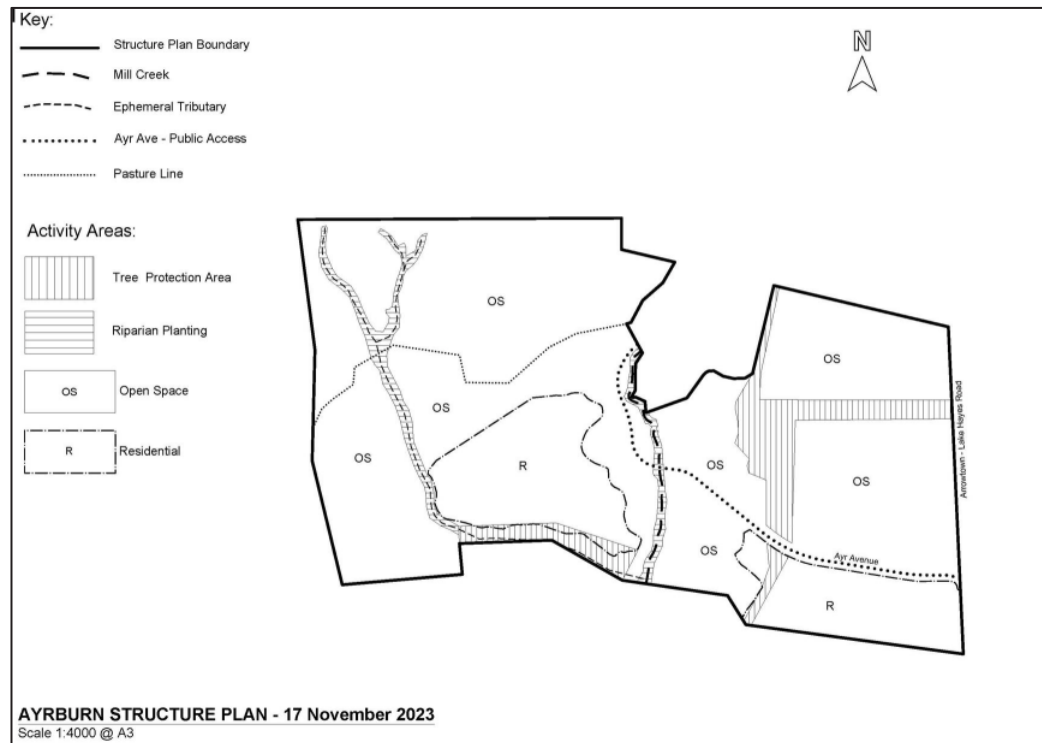 Key:
Structure Plan Boundary
Mill Creek
Ephemeral Tributary
Ayr Ave - Public Access
Pasture Line
Activity Areas:
Tree Protection Area
Riparian Planting
OS Open Space
R Residential
N
OS
OS
OS
OS
R
OS
OS
OS
Arrowtown - Lake Hayes Road
Ayr Avenue
R
AYRBURN STRUCTURE PLAN - 17 November 2023
Scale 1:4000 @ A3